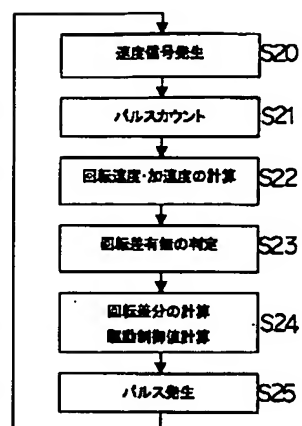 速度信号発生 S20
パルスカウント S21
回転速度・加速度の計算 S22
回転差有無の判定 S23
回転差分の計算
駆動制御値計算 S24
パルス発生 S25